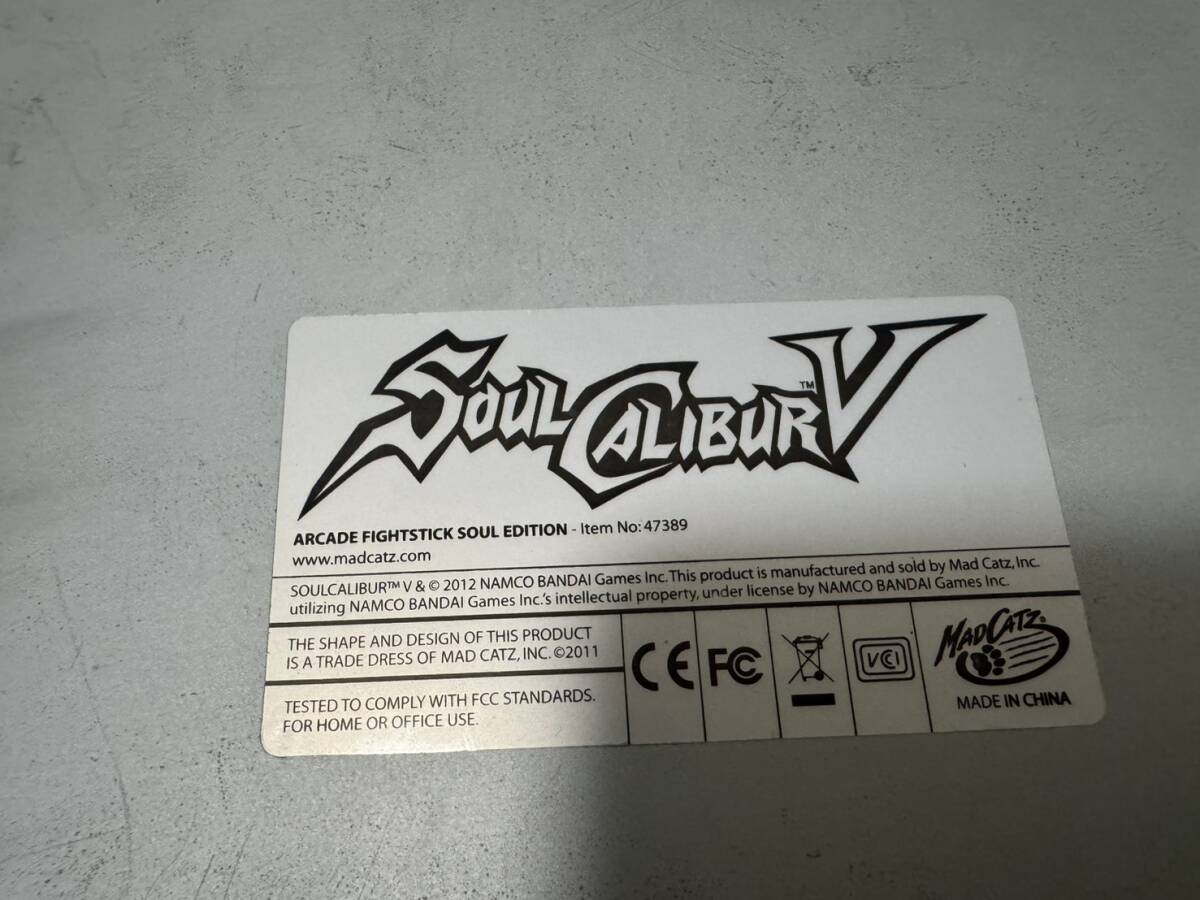 SOULCALIBUR™ V
ARCADE FIGHTSTICK SOUL EDITION - Item No: 47389
www.madcatz.com
SOULCALIBUR™ V & © 2012 NAMCO BANDAI Games Inc. This product is manufactured and sold by Mad Catz, Inc.
utilizing NAMCO BANDAI Games Inc.'s intellectual property, under license by NAMCO BANDAI Games Inc.
THE SHAPE AND DESIGN OF THIS PRODUCT
IS A TRADE DRESS OF MAD CATZ, INC. ©2011
TESTED TO COMPLY WITH FCC STANDARDS.
FOR HOME OR OFFICE USE.
CE FC VCI MAD CATZ®
MADE IN CHINA